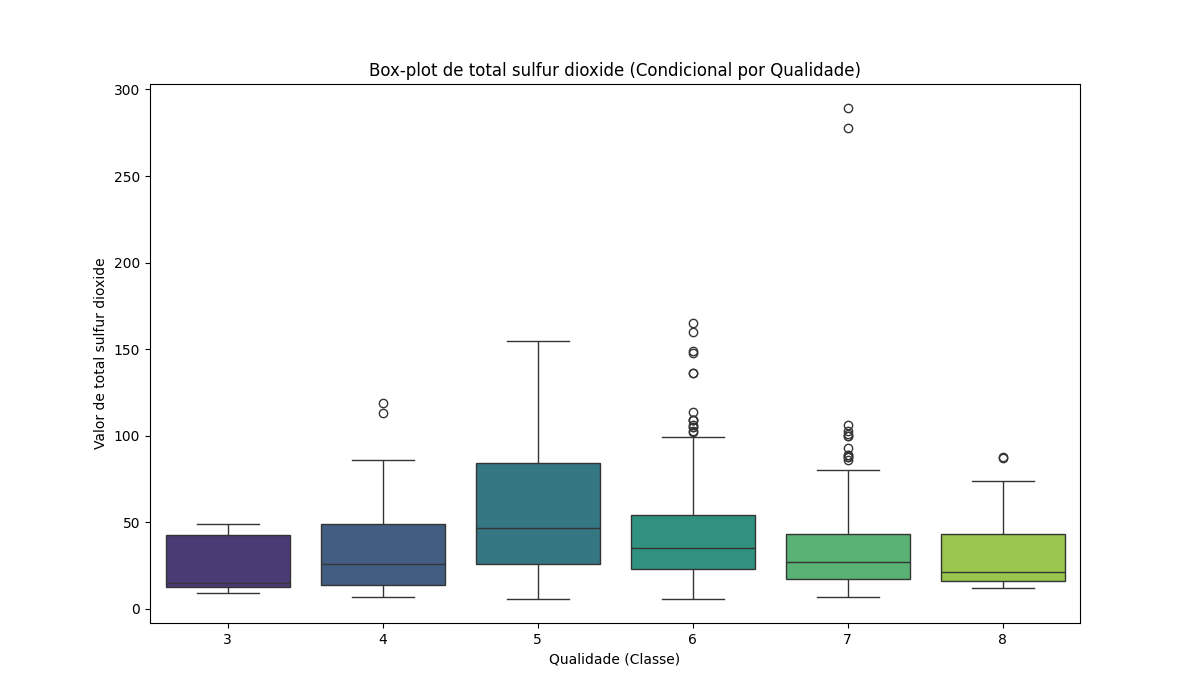 Box-plot de total sulfur dioxide (Condicional por Qualidade)
Valor de total sulfur dioxide
300
250
200
150
100
50
0
3 4 5 6 7 8
Qualidade (Classe)